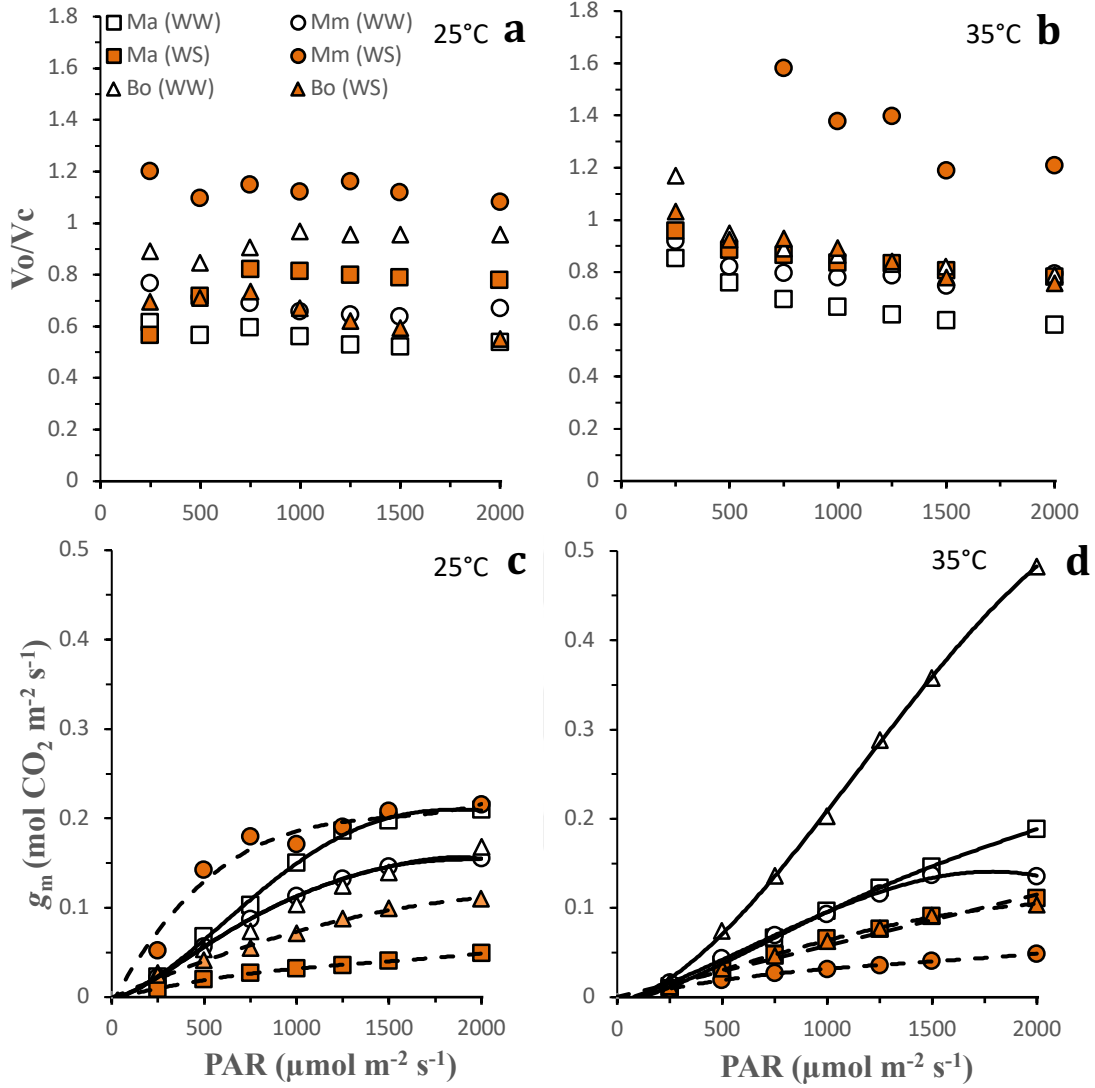 1.8
1.6
1.4
1.2
1
0.8
0.6
0.4
0.2
0
Vo/Vc
Ma (WW)
Mm (WW)
Ma (WS)
Mm (WS)
Bo (WW)
Bo (WS)
25°C a
0 500 1000 1500 2000
1.8
1.6
1.4
1.2
1
0.8
0.6
0.4
0.2
0
35°C b
0 500 1000 1500 2000
0.5
0.4
0.3
0.2
0.1
0
gm (mol CO2 m-2 s-1)
25°C c
0 500 1000 1500 2000
PAR (µmol m-2 s-1)
0.5
0.4
0.3
0.2
0.1
0
35°C d
0 500 1000 1500 2000
PAR (µmol m-2 s-1)